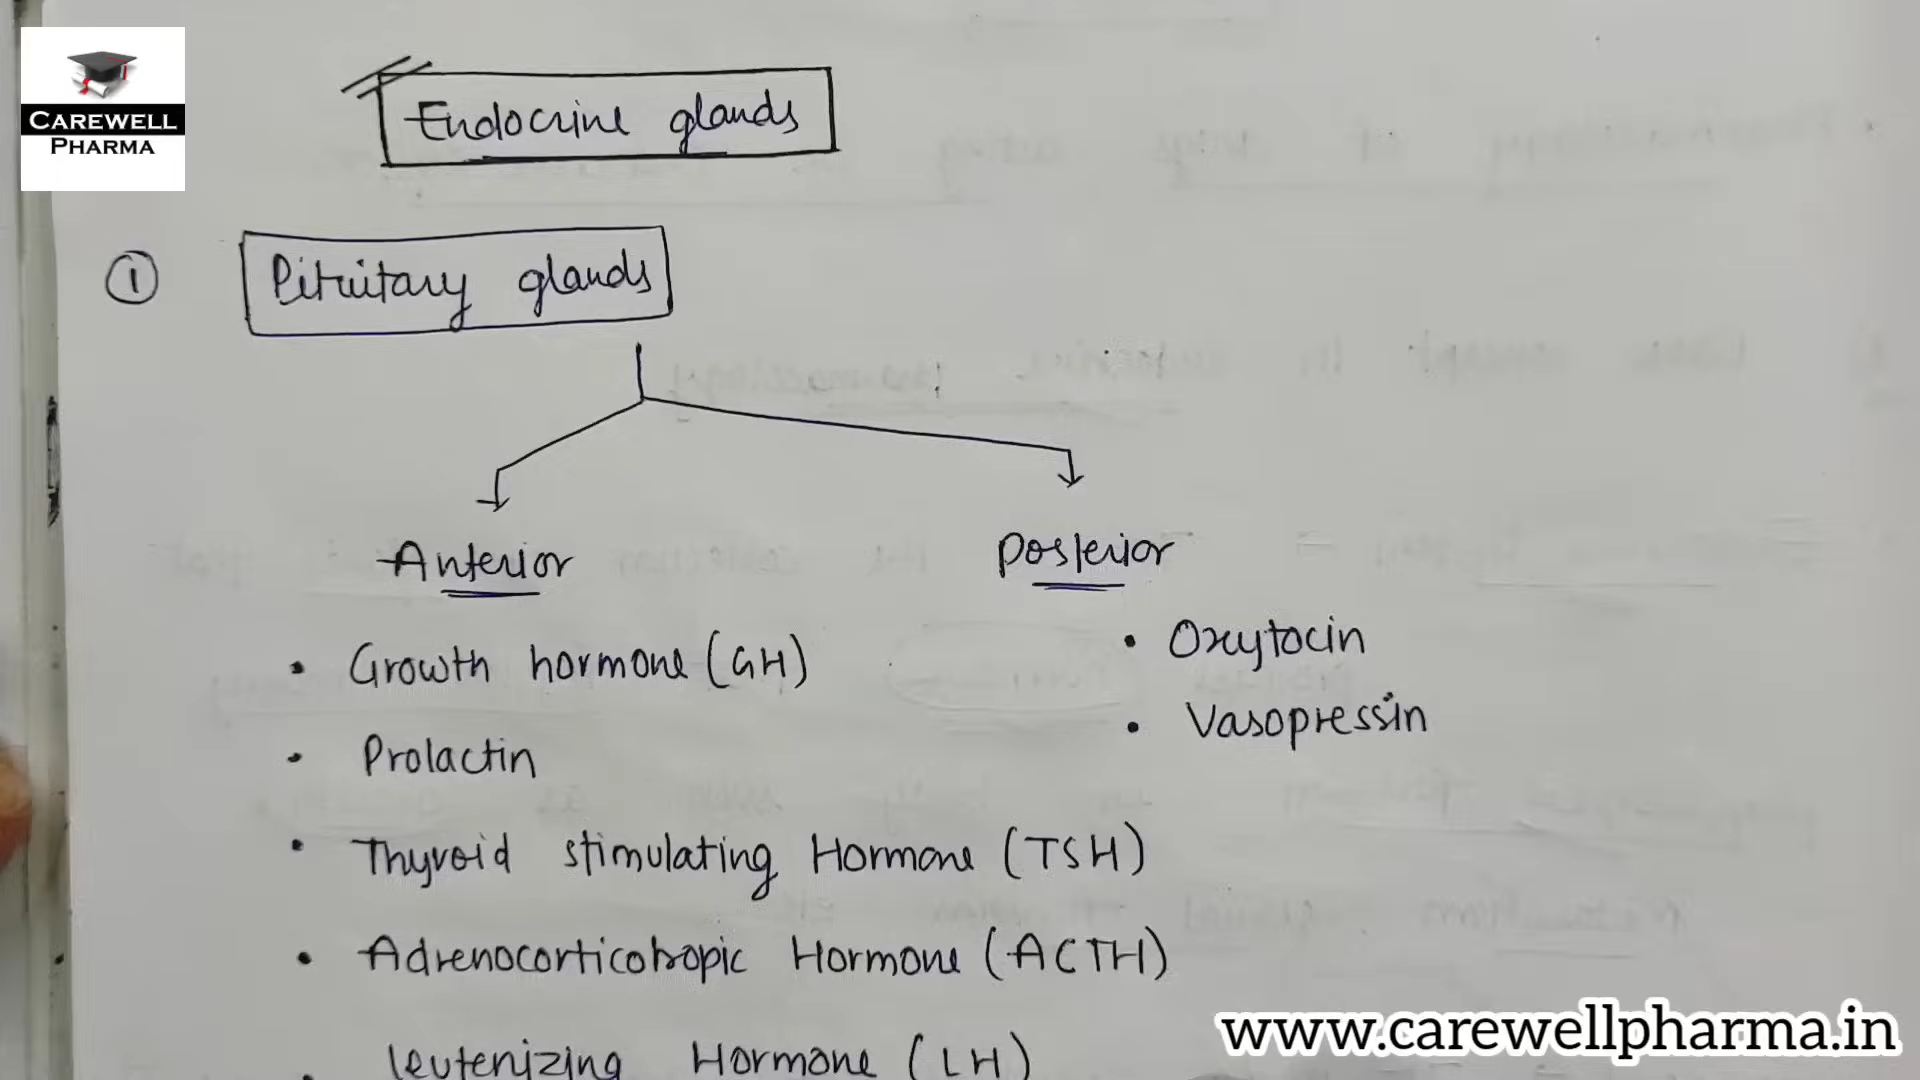 CAREWELL
PHARMA
Endocrine glands
① Pituitary glands
Anterior
• Growth hormone (GH)
• Prolactin
• Thyroid stimulating Hormone (TSH)
• Adrenocorticotropic Hormone (ACTH)
• leutenizing Hormone (LH)
Posterior
• Oxytocin
• Vasopressin
www.carewellpharma.in